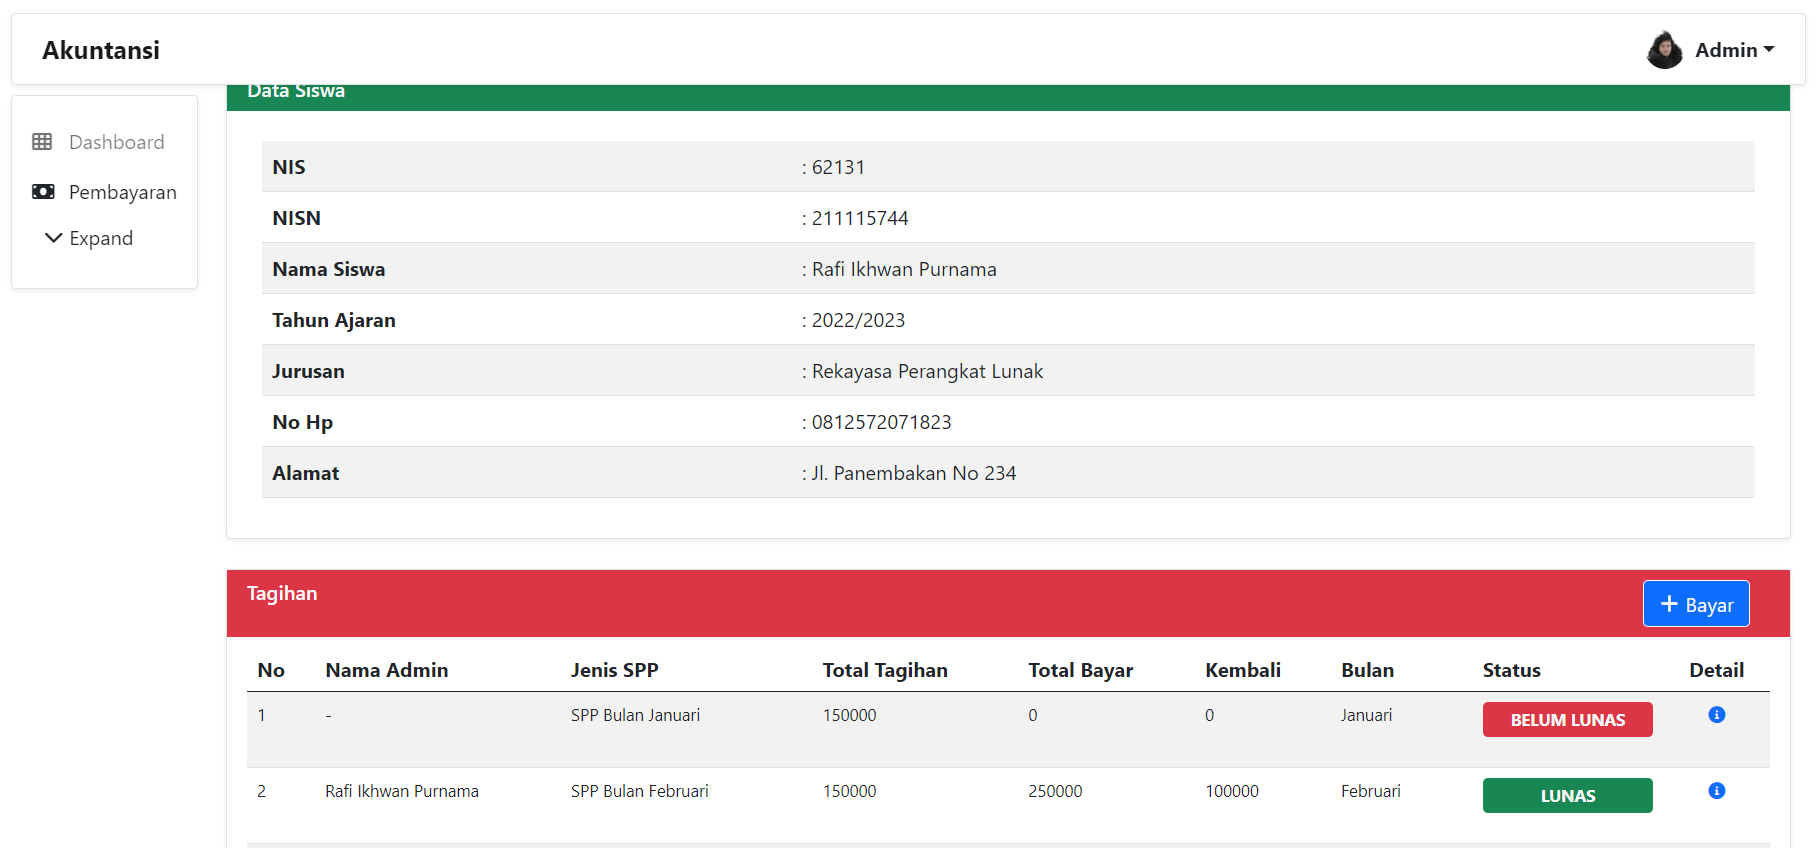 Akuntansi
Admin
Data Siswa
Dashboard
Pembayaran
Expand
NIS : 62131
NISN : 211115744
Nama Siswa : Rafi Ikhwan Purnama
Tahun Ajaran : 2022/2023
Jurusan : Rekayasa Perangkat Lunak
No Hp : 0812572071823
Alamat : Jl. Panembakan No 234
Tagihan
+ Bayar
No Nama Admin Jenis SPP Total Tagihan Total Bayar Kembali Bulan Status Detail
1 - SPP Bulan Januari 150000 0 0 Januari BELUM LUNAS
2 Rafi Ikhwan Purnama SPP Bulan Februari 150000 250000 100000 Februari LUNAS